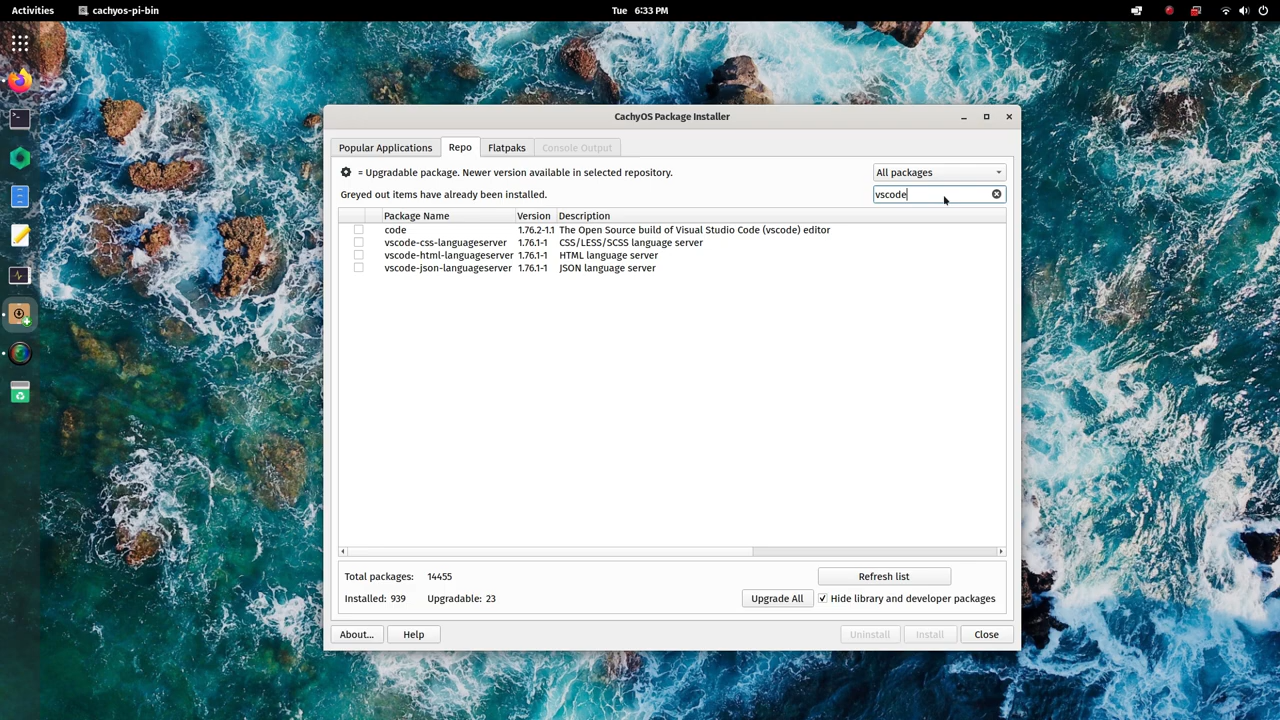 Activities cachyos-pi-bin Tue 6:33 PM
CachyOS Package Installer
Popular Applications Repo Flatpaks Console Output
= Upgradable package. Newer version available in selected repository. All packages
Greyed out items have already been installed. vscode
Package Name Version Description
code 1.76.2-1.1 The Open Source build of Visual Studio Code (vscode) editor
vscode-css-languageserver 1.76.1-1 CSS/LESS/SCSS language server
vscode-html-languageserver 1.76.1-1 HTML language server
vscode-json-languageserver 1.76.1-1 JSON language server
Total packages: 14455 Refresh list
Installed: 939 Upgradable: 23 Upgrade All Hide library and developer packages
About... Help Uninstall Install Close